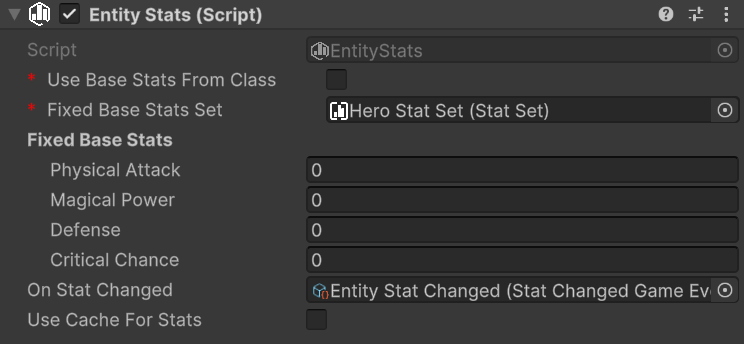 Entity Stats (Script)
Script EntityStats
* Use Base Stats From Class
* Fixed Base Stats Set Hero Stat Set (Stat Set)
Fixed Base Stats
Physical Attack 0
Magical Power 0
Defense 0
Critical Chance 0
On Stat Changed Entity Stat Changed (Stat Changed Game Ev
Use Cache For Stats